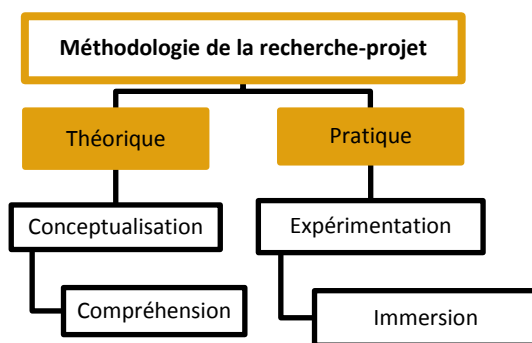 Méthodologie de la recherche-projet
Théorique
Pratique
Conceptualisation
Expérimentation
Compréhension
Immersion